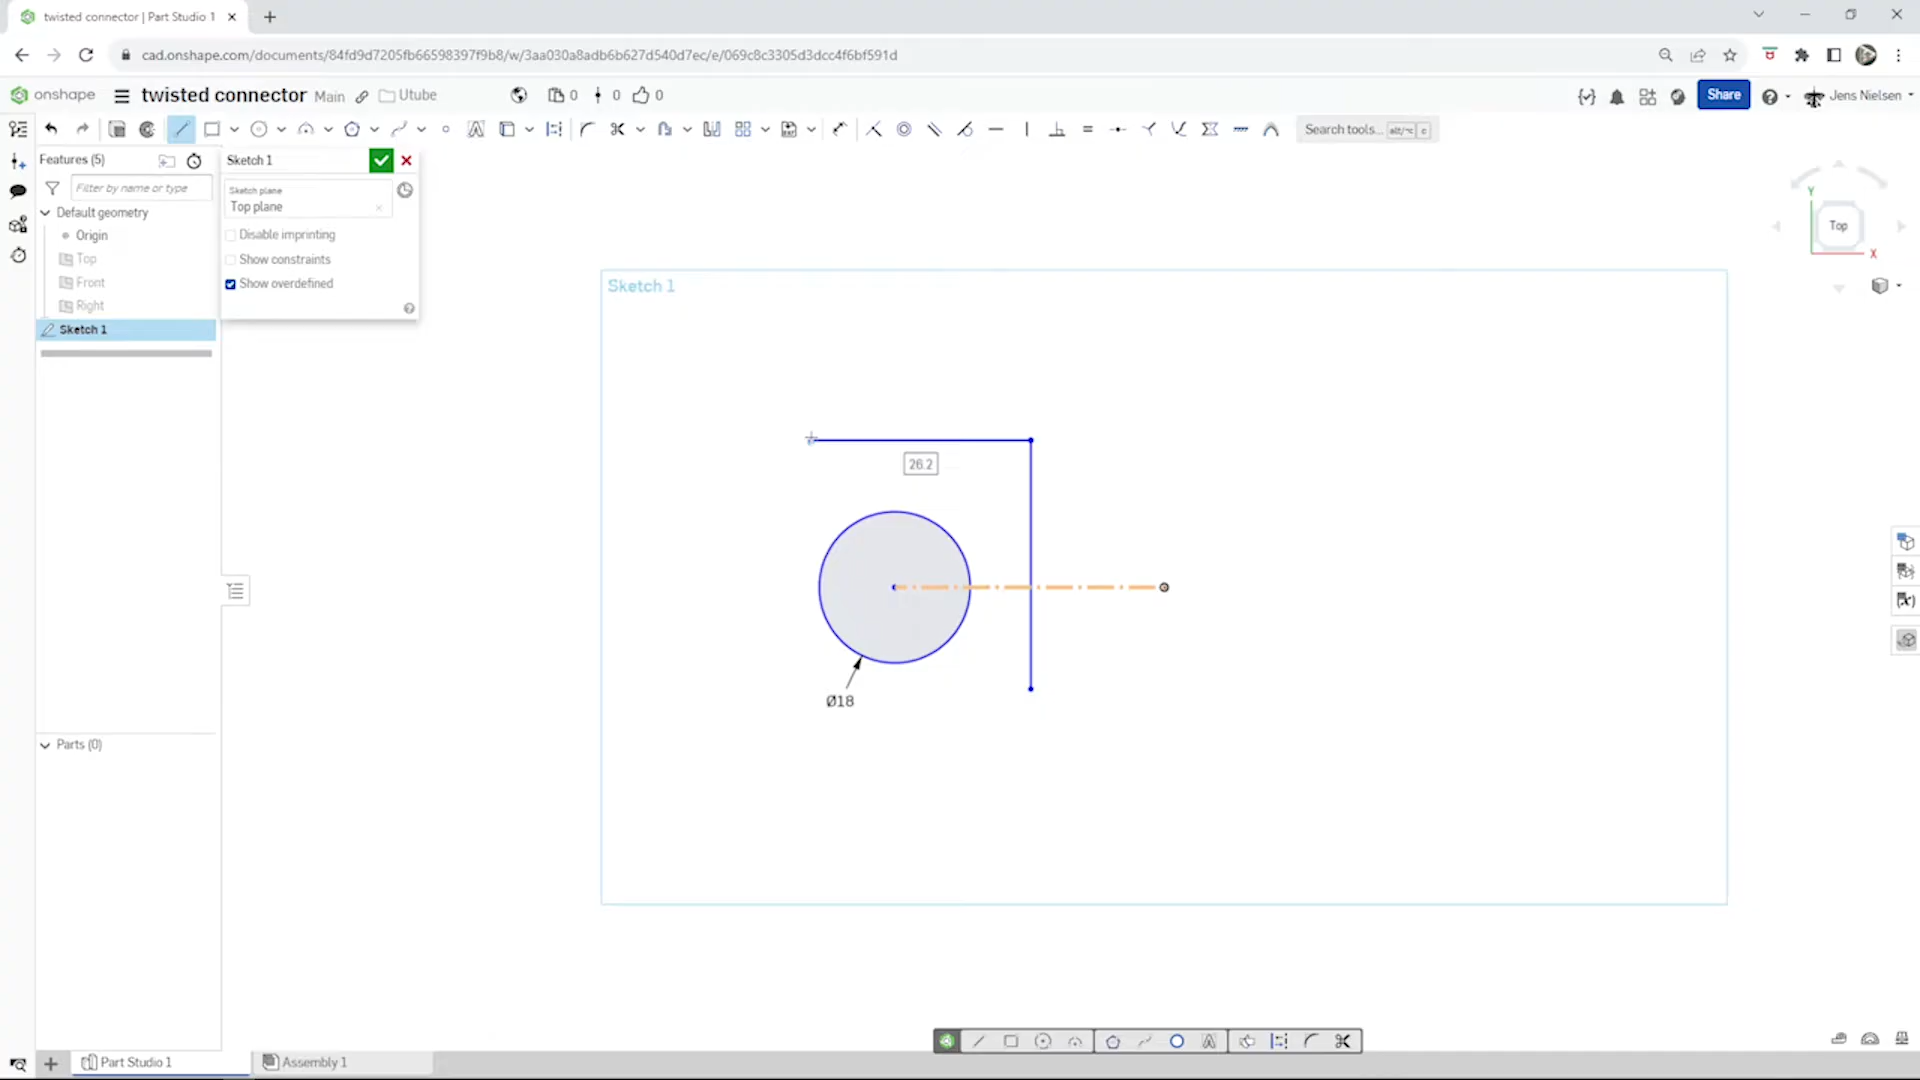 twisted connector | Part Studio 1
cad.onshape.com/documents/84fd9d7205fb66598397f9b8/w/3aa030a8adb6b627d540d7ec/e/069c8c3305d3dcc4f6bf591d
onshape twisted connector Main Utube 0 0 0 Share Jens Nielsen
Search tools... alt/⌥ c
Features (5)
Filter by name or type
Default geometry
Origin
Top
Front
Right
Sketch 1
Sketch 1
Sketch plane
Top plane
Disable imprinting
Show constraints
Show overdefined
Y
Top
X
Sketch 1
26.2
Ø18
Parts (0)
Part Studio 1
Assembly 1